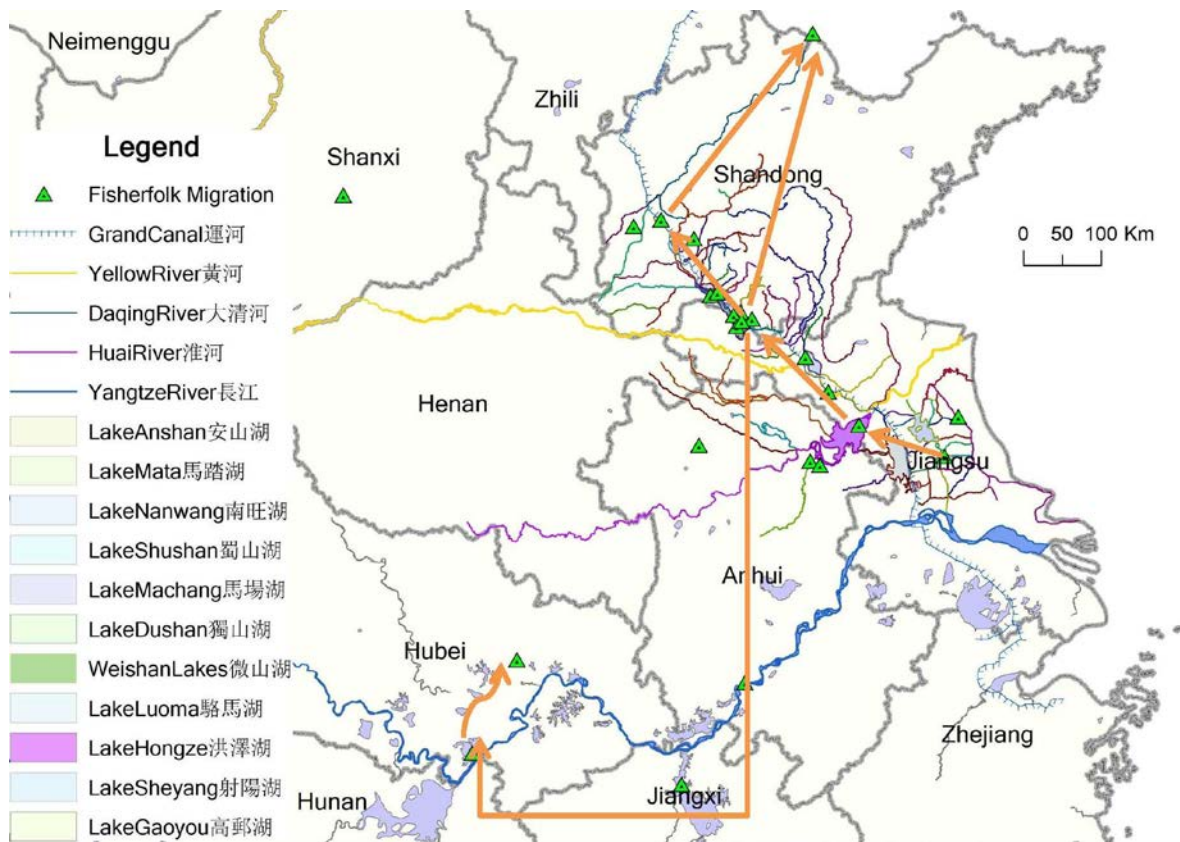 Neimenggu
Zhili
Legend
Shanxi
Fisherfolk Migration
Shandong
GrandCanal運河
0 50 100 Km
YellowRiver黃河
DaqingRiver大清河
HuaiRiver淮河
YangtzeRiver長江
Henan
LakeAnshan安山湖
LakeMata馬踏湖
Jiangsu
LakeNanwang南旺湖
LakeShushan蜀山湖
Anhui
LakeMachang馬場湖
LakeDushan獨山湖
Hubei
WeishanLakes微山湖
LakeLuoma駱馬湖
Zhejiang
LakeHongze洪澤湖
LakeSheyang射陽湖
Hunan
Jiangxi
LakeGaoyou高郵湖